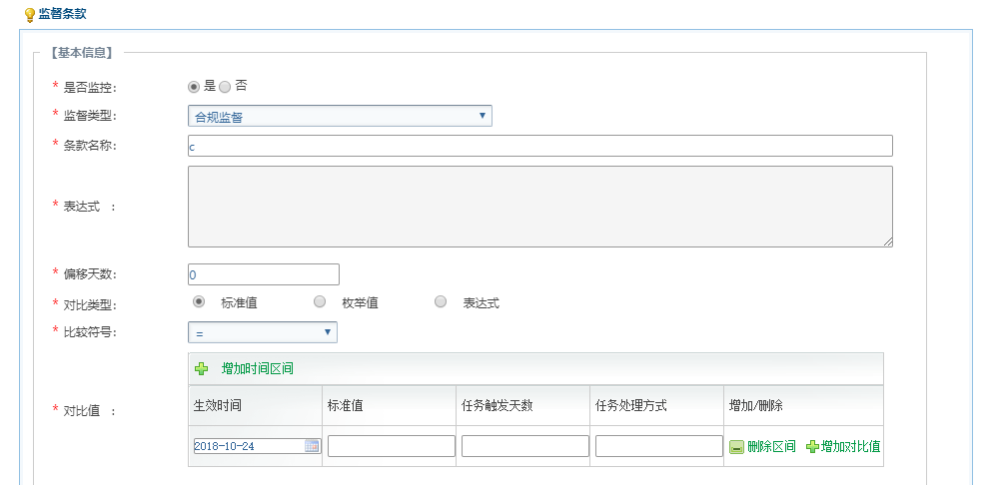 监督条款
【基本信息】
* 是否监控: 是 否
* 监督类型: 合规监督
* 条款名称: c
* 表达式 :
* 偏移天数: 0
* 对比类型: 标准值 枚举值 表达式
* 比较符号: =
增加时间区间
* 对比值 :
生效时间 标准值 任务触发天数 任务处理方式 增加/删除
2018-10-24 删除区间 增加对比值